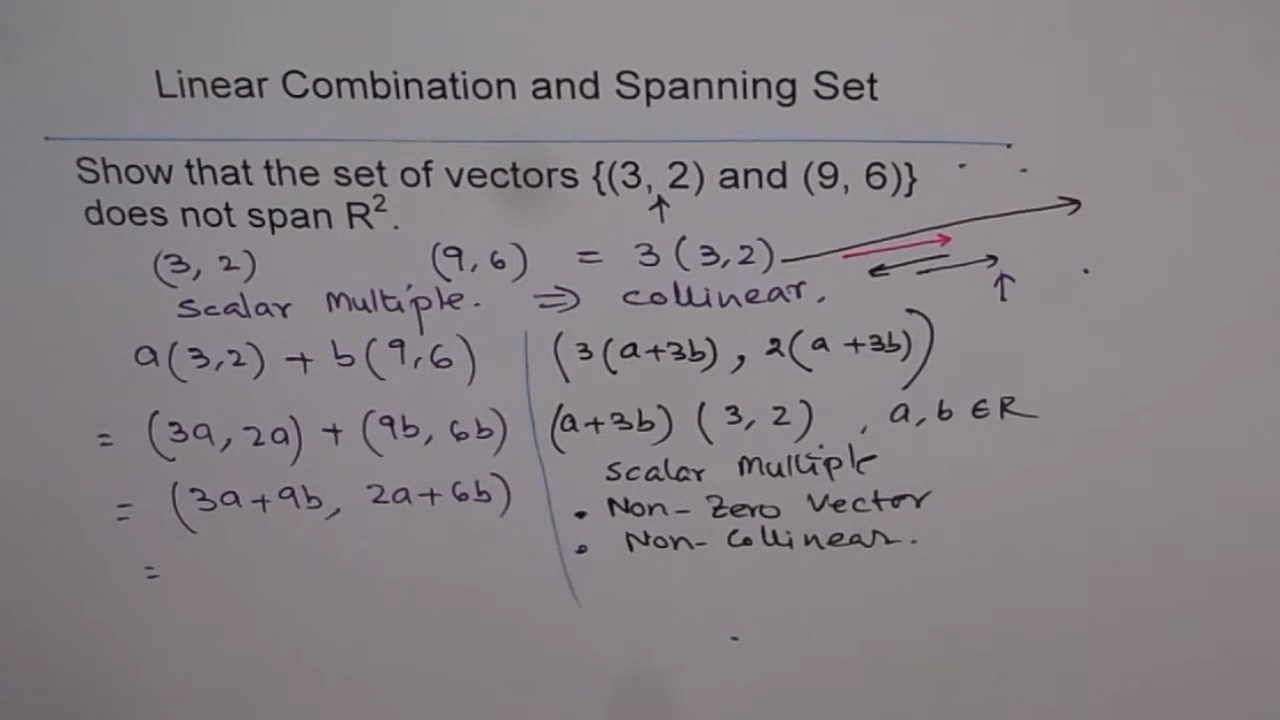 Linear Combination and Spanning Set
Show that the set of vectors {(3, 2) and (9, 6)}
does not span R².
(3, 2) (9, 6) = 3 (3, 2)
Scalar Multiple. ⇒ collinear.
a(3,2) + b(9,6)
= (3a, 2a) + (9b, 6b)
= (3a+9b, 2a+6b)
=
(3(a+3b), 2(a+3b))
(a+3b) (3, 2) , a, b ∈ R
Scalar multiple
• Non-Zero Vector
• Non-Collinear.